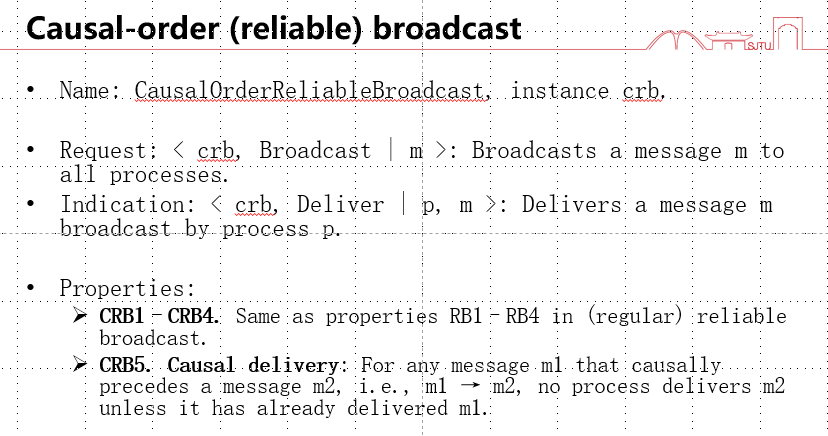 Causal-order (reliable) broadcast
SJTU
• Name: CausalOrderReliableBroadcast, instance crb.
• Request: < crb, Broadcast | m >: Broadcasts a message m to
all processes.
• Indication: < crb, Deliver | p, m >: Delivers a message m
broadcast by process p.
• Properties:
➢ CRB1–CRB4. Same as properties RB1–RB4 in (regular) reliable
broadcast.
➢ CRB5. Causal delivery: For any message m1 that causally
precedes a message m2, i.e., m1 → m2, no process delivers m2
unless it has already delivered m1.